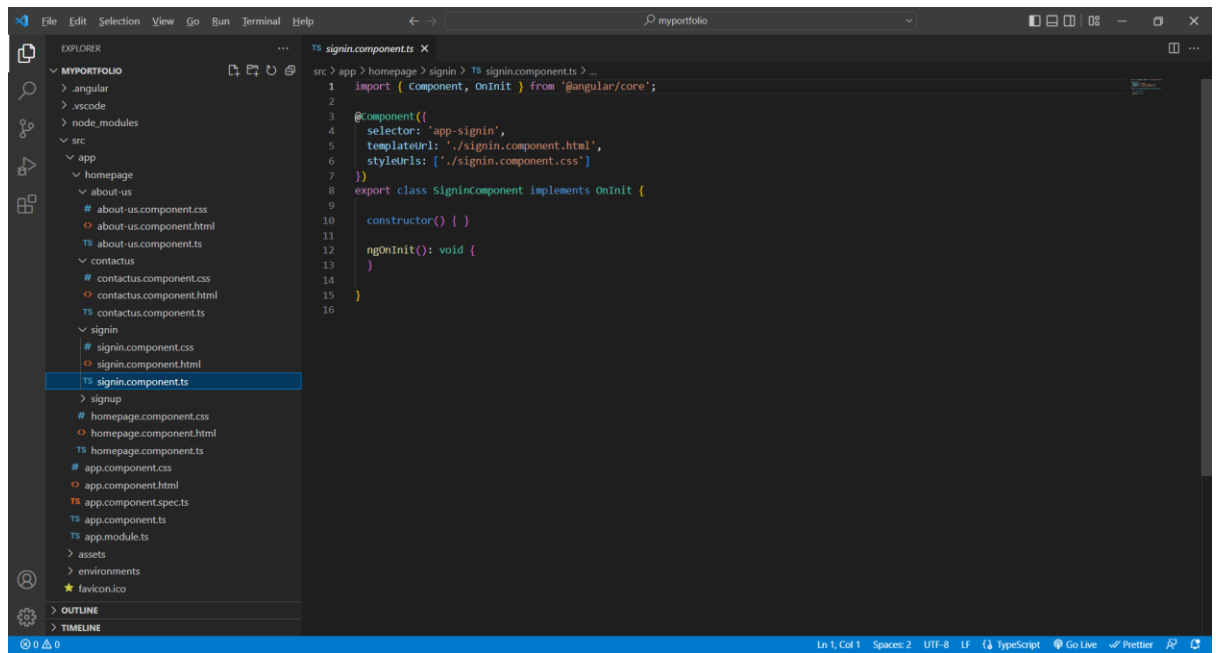 File Edit Selection View Go Run Terminal Help
myportfolio
EXPLORER
MYPORTFOLIO
.angular
.vscode
node_modules
src
app
homepage
about-us
about-us.component.css
about-us.component.html
about-us.component.ts
contactus
contactus.component.css
contactus.component.html
contactus.component.ts
signin
signin.component.css
signin.component.html
TS signin.component.ts
signup
homepage.component.css
homepage.component.html
TS homepage.component.ts
app.component.css
app.component.html
TS app.component.spec.ts
TS app.component.ts
TS app.module.ts
assets
environments
favicon.ico
OUTLINE
TIMELINE
TS signin.component.ts
src > app > homepage > signin > TS signin.component.ts > ...
1 import { Component, OnInit } from '@angular/core';
2
3 @Component({
4 selector: 'app-signin',
5 templateUrl: './signin.component.html',
6 styleUrls: ['./signin.component.css']
7 })
8 export class SigninComponent implements OnInit {
9
10 constructor() { }
11
12 ngOnInit(): void {
13 }
14
15 }
16
0 0
Ln 1, Col 1 Spaces: 2 UTF-8 LF TypeScript Go Live Prettier